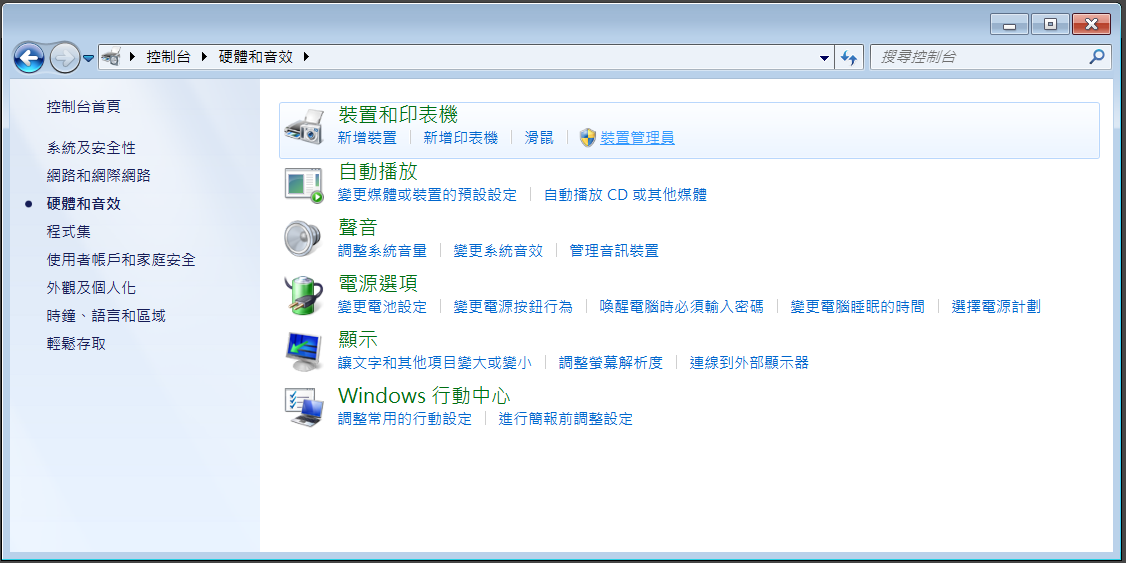 控制台 硬體和音效 搜尋控制台
控制台首頁
系統及安全性
網路和網際網路
硬體和音效
程式集
使用者帳戶和家庭安全
外觀及個人化
時鐘、語言和區域
輕鬆存取
裝置和印表機
新增裝置 新增印表機 滑鼠 裝置管理員
自動播放
變更媒體或裝置的預設設定 自動播放 CD 或其他媒體
聲音
調整系統音量 變更系統音效 管理音訊裝置
電源選項
變更電池設定 變更電源按鈕行為 喚醒電腦時必須輸入密碼 變更電腦睡眠的時間 選擇電源計劃
顯示
讓文字和其他項目變大或變小 調整螢幕解析度 連線到外部顯示器
Windows 行動中心
調整常用的行動設定 進行簡報前調整設定